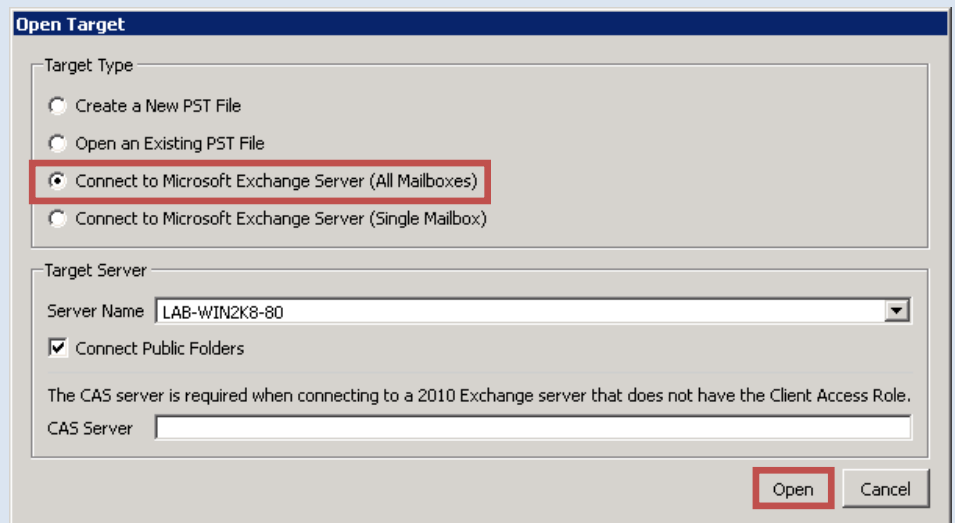 Open Target
Target Type
Create a New PST File
Open an Existing PST File
Connect to Microsoft Exchange Server (All Mailboxes)
Connect to Microsoft Exchange Server (Single Mailbox)
Target Server
Server Name LAB-WIN2K8-80
Connect Public Folders
The CAS server is required when connecting to a 2010 Exchange server that does not have the Client Access Role.
CAS Server
Open Cancel